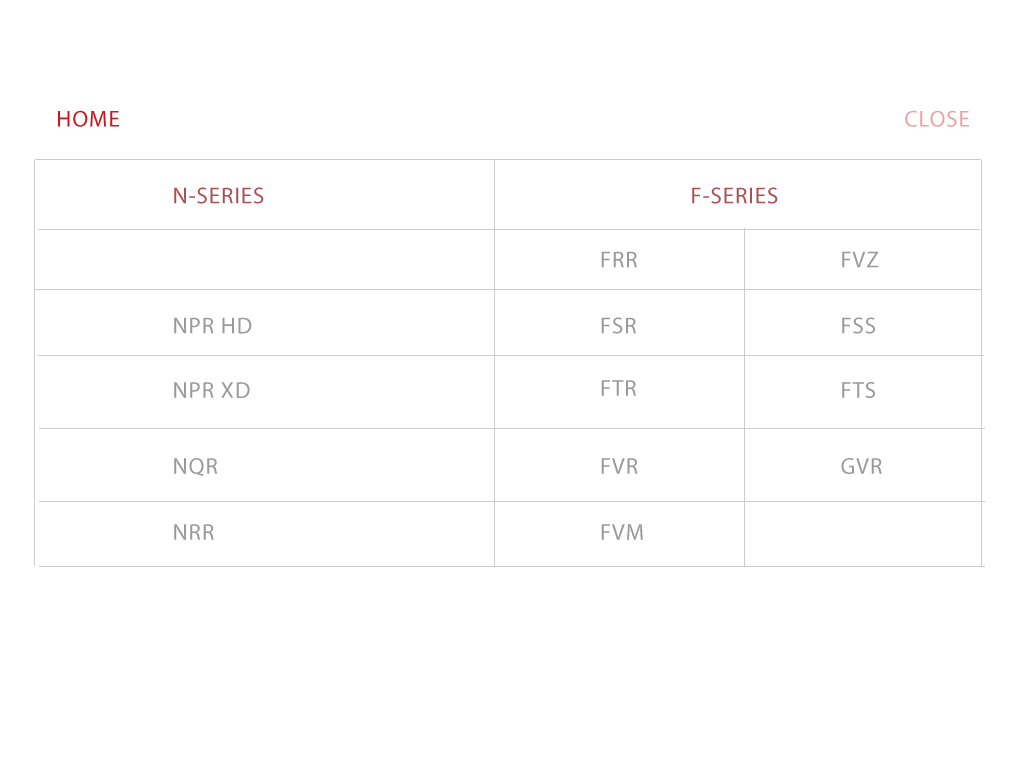 HOME CLOSE
N-SERIES F-SERIES
FRR FVZ
NPR HD FSR FSS
NPR XD FTR FTS
NQR FVR GVR
NRR FVM